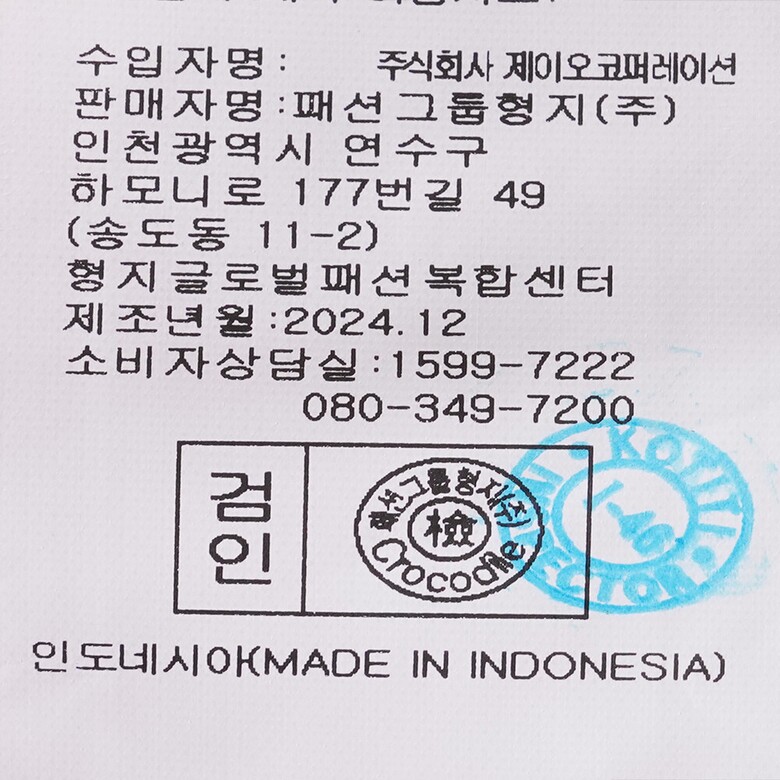 수입자명: 주식회사 제이오코퍼레이션
판매자명:패션그룹형지(주)
인천광역시 연수구
하모니로 177번길 49
(송도동 11-2)
형지글로벌패션복합센터
제조년월:2024.12
소비자상담실:1599-7222
080-349-7200
검인
패션그룹형지(주)
檢
Crocodile
KOTITI
인도네시아(MADE IN INDONESIA)